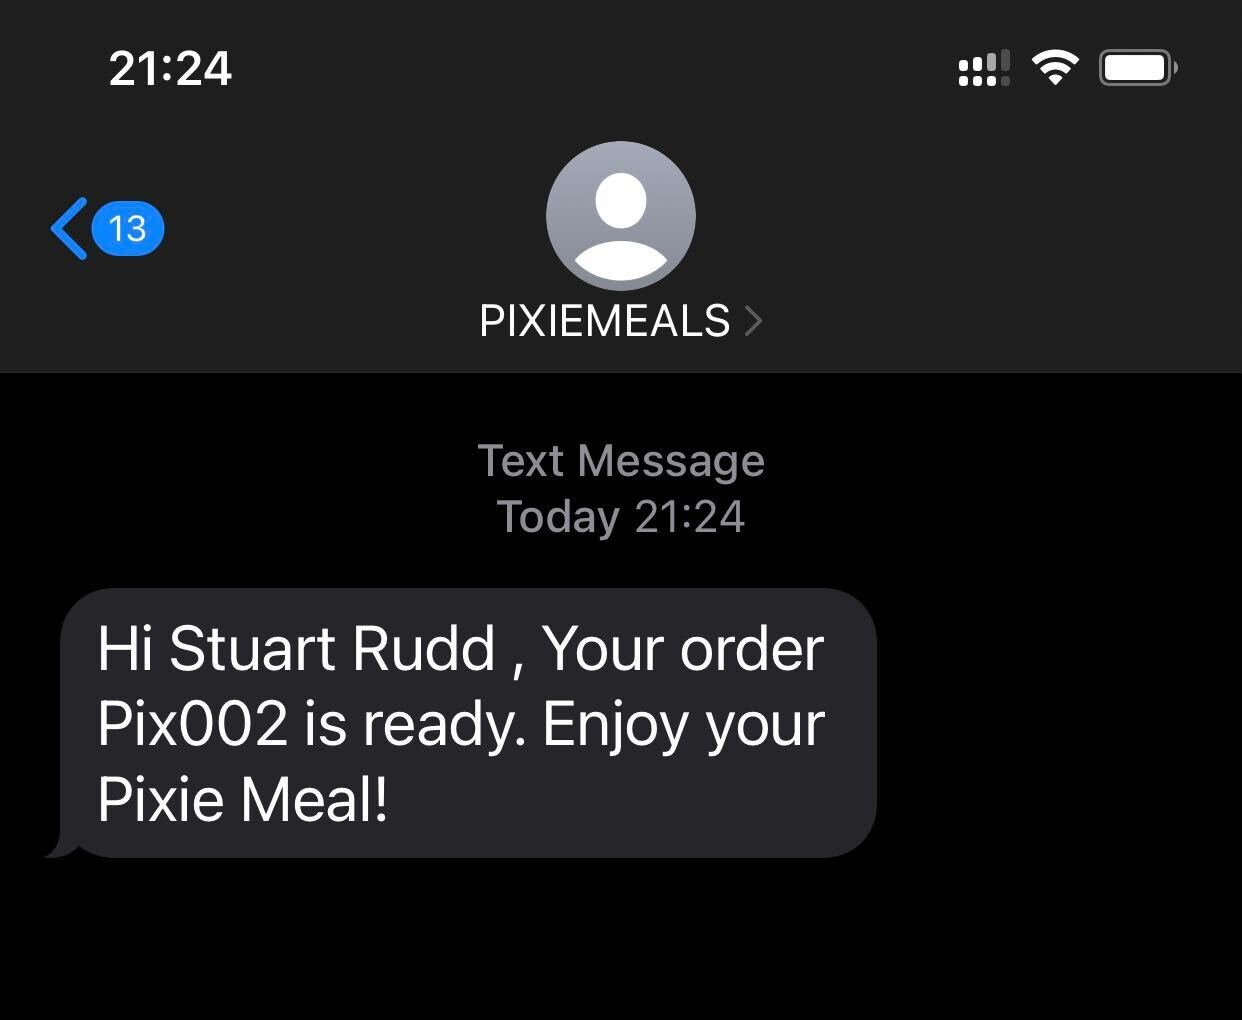 21:24
13
PIXIEMEALS
Text Message
Today 21:24
Hi Stuart Rudd , Your order
Pix002 is ready. Enjoy your
Pixie Meal!